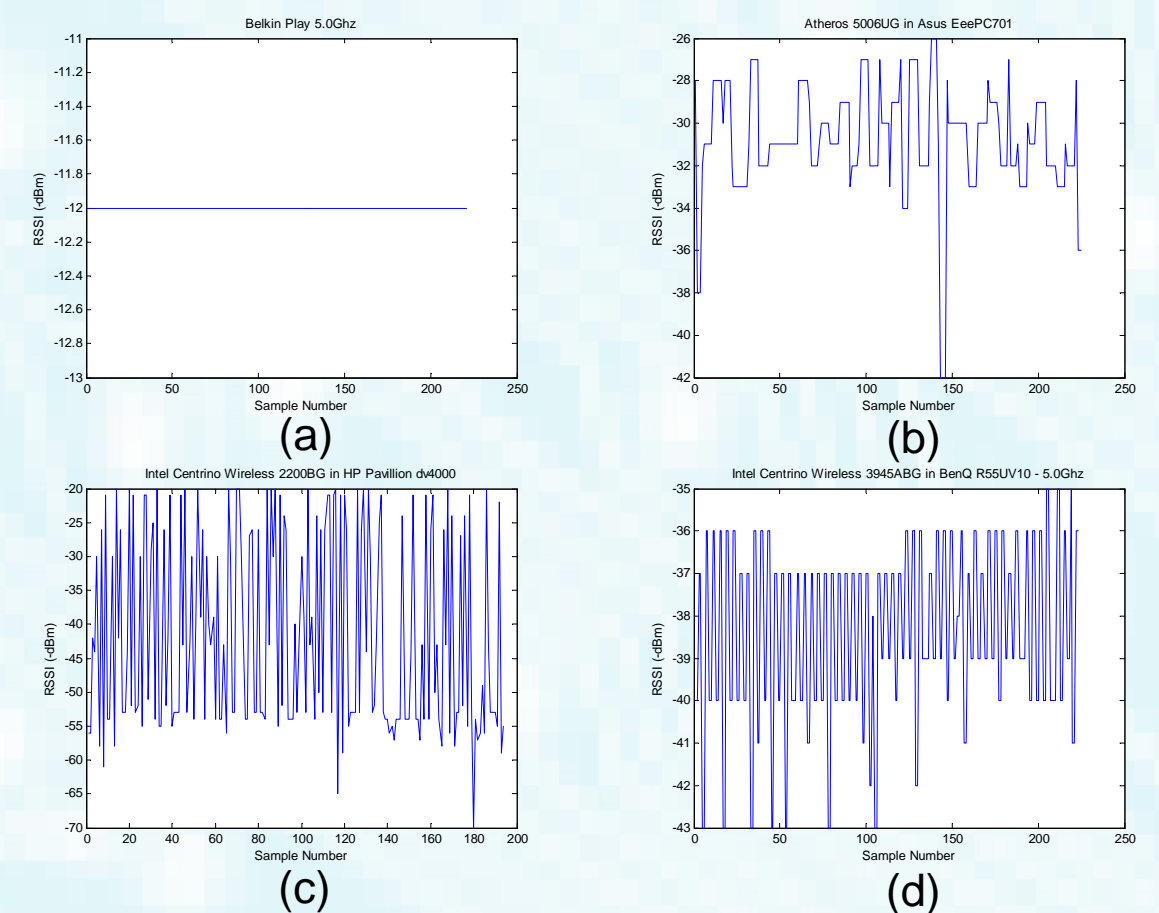 Belkin Play 5.0Ghz
-11
-11.2
-11.4
-11.6
-11.8
-12
-12.2
-12.4
-12.6
-12.8
-13
RSSI (-dBm)
0 50 100 150 200 250
Sample Number
(a)
Atheros 5006UG in Asus EeePC701
-26
-28
-30
-32
-34
-36
-38
-40
-42
RSSI (-dBm)
0 50 100 150 200 250
Sample Number
(b)
Intel Centrino Wireless 2200BG in HP Pavillion dv4000
-20
-25
-30
-35
-40
-45
-50
-55
-60
-65
-70
RSSI (-dBm)
0 20 40 60 80 100 120 140 160 180 200
Sample Number
(c)
Intel Centrino Wireless 3945ABG in BenQ R55UV10 - 5.0Ghz
-35
-36
-37
-38
-39
-40
-41
-42
-43
RSSI (-dBm)
0 50 100 150 200 250
Sample Number
(d)